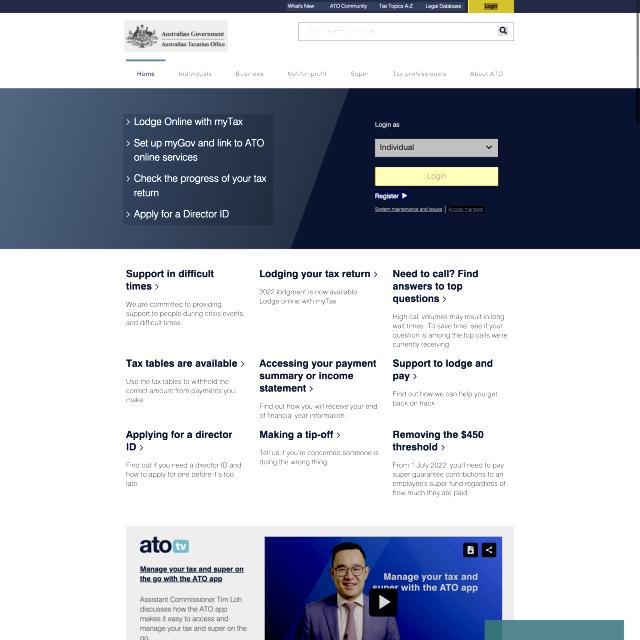 What's New
ATO Community
Tax Topics A-Z
Legal Database
Login
Australian Government
Australian Taxation Office
Home
Individuals
Business
Not-for-profit
Super
Tax professionals
About ATO
Lodge Online with myTax
Set up myGov and link to ATO
online services
Check the progress of your tax
return
Apply for a Director ID
Login as
Individual
Login
Register
System maintenance and issues | Access manager
Support in difficult
times
We are committed to providing
support to people during crisis events
and difficult times.
Lodging your tax return
2022 lodgment is now available.
Lodge online with myTax
Need to call? Find
answers to top
questions
High call volumes may result in long
wait times. To save time, see if your
question is among the top calls we're
currently receiving
Tax tables are available
Use the tax tables to withhold the
correct amount from payments you
make.
Accessing your payment
summary or income
statement
Find out how you will receive your end
of financial year information.
Support to lodge and
pay
Find out how we can help you get
back on track
Applying for a director
ID
Find out if you need a director ID and
how to apply for one before it's too
late.
Making a tip-off
Tell us if you're concerned someone is
doing the wrong thing
Removing the $450
threshold
From 1 July 2022, you'll need to pay
super guarantee contributions to an
employee's super fund regardless of
how much they are paid.
ato tv
Manage your tax and super on
the go with the ATO app
Assistant Commissioner Tim Loh
discusses how the ATO app
makes it easy to access and
manage your tax and super on the
go.
Manage your tax and
super on the ATO app